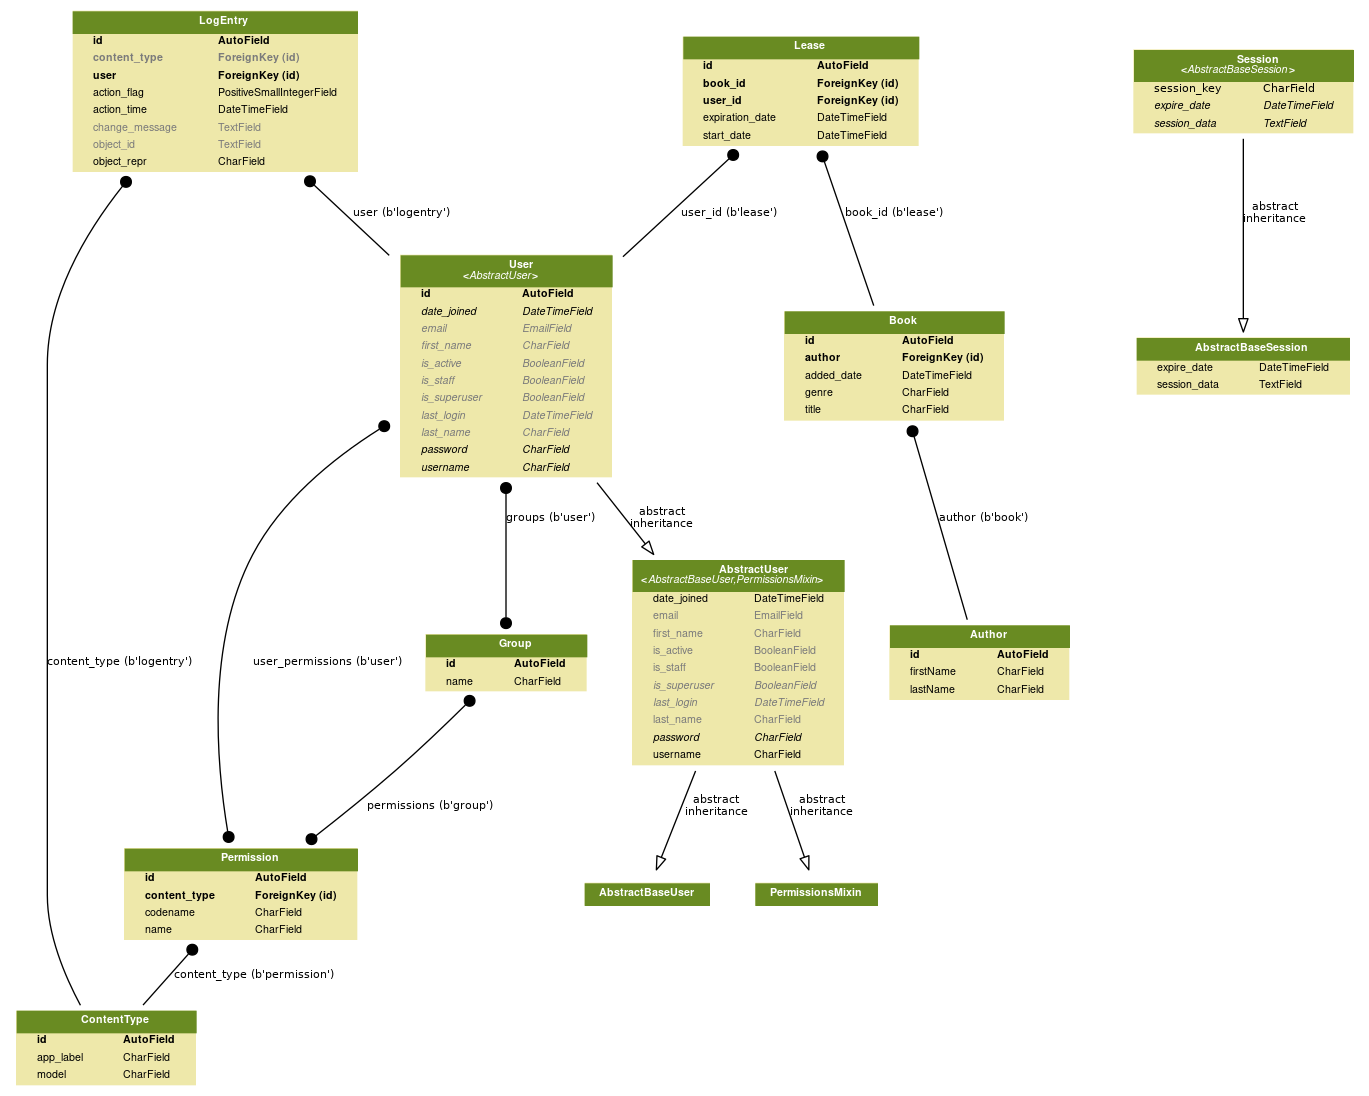 LogEntry
id AutoField
content_type ForeignKey (id)
user ForeignKey (id)
action_flag PositiveSmallIntegerField
action_time DateTimeField
change_message TextField
object_id TextField
object_repr CharField
Lease
id AutoField
book_id ForeignKey (id)
user_id ForeignKey (id)
expiration_date DateTimeField
start_date DateTimeField
Session
<AbstractBaseSession>
session_key CharField
expire_date DateTimeField
session_data TextField
user (b'logentry')
user_id (b'lease')
book_id (b'lease')
abstract
inheritance
User
<AbstractUser>
id AutoField
date_joined DateTimeField
email EmailField
first_name CharField
is_active BooleanField
is_staff BooleanField
is_superuser BooleanField
last_login DateTimeField
last_name CharField
password CharField
username CharField
Book
id AutoField
author ForeignKey (id)
added_date DateTimeField
genre CharField
title CharField
AbstractBaseSession
expire_date DateTimeField
session_data TextField
groups (b'user')
abstract
inheritance
author (b'book')
AbstractUser
<AbstractBaseUser,PermissionsMixin>
date_joined DateTimeField
email EmailField
first_name CharField
is_active BooleanField
is_staff BooleanField
is_superuser BooleanField
last_login DateTimeField
last_name CharField
password CharField
username CharField
Group
id AutoField
name CharField
Author
id AutoField
firstName CharField
lastName CharField
content_type (b'logentry')
user_permissions (b'user')
permissions (b'group')
abstract
inheritance
abstract
inheritance
Permission
id AutoField
content_type ForeignKey (id)
codename CharField
name CharField
AbstractBaseUser
PermissionsMixin
content_type (b'permission')
ContentType
id AutoField
app_label CharField
model CharField